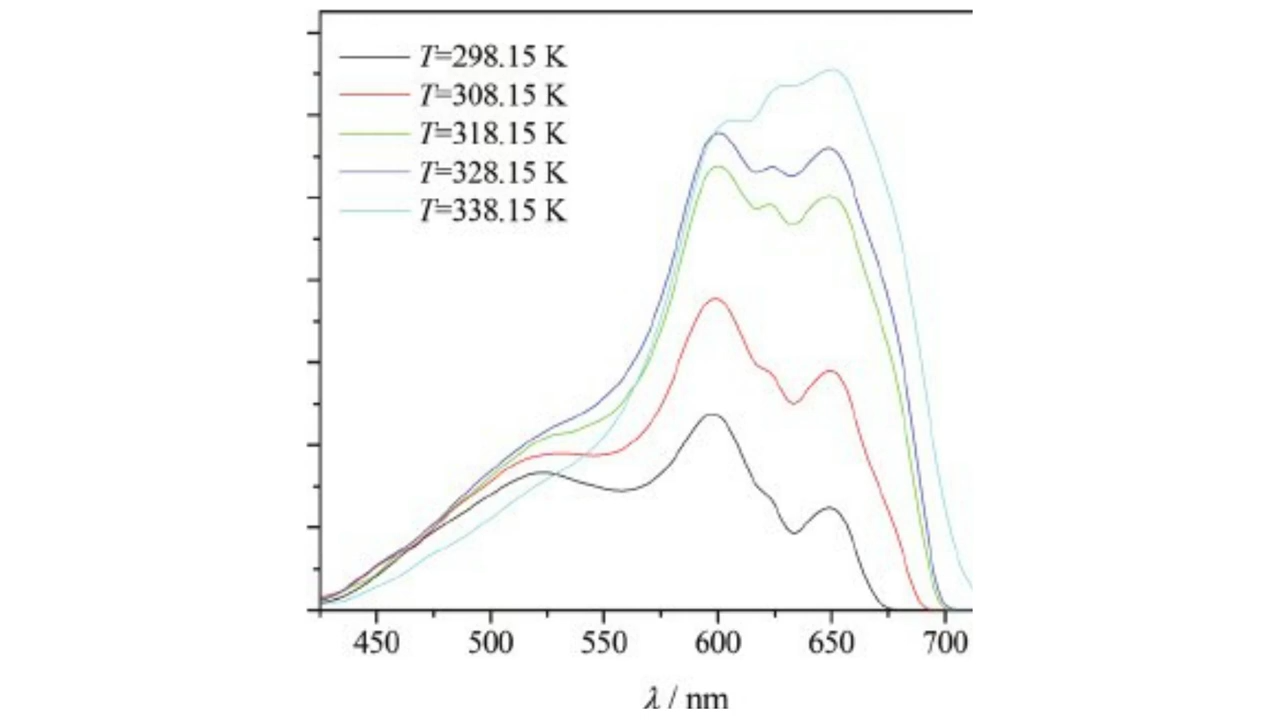 T=298.15 K
T=308.15 K
T=318.15 K
T=328.15 K
T=338.15 K
450 500 550 600 650 700
λ / nm